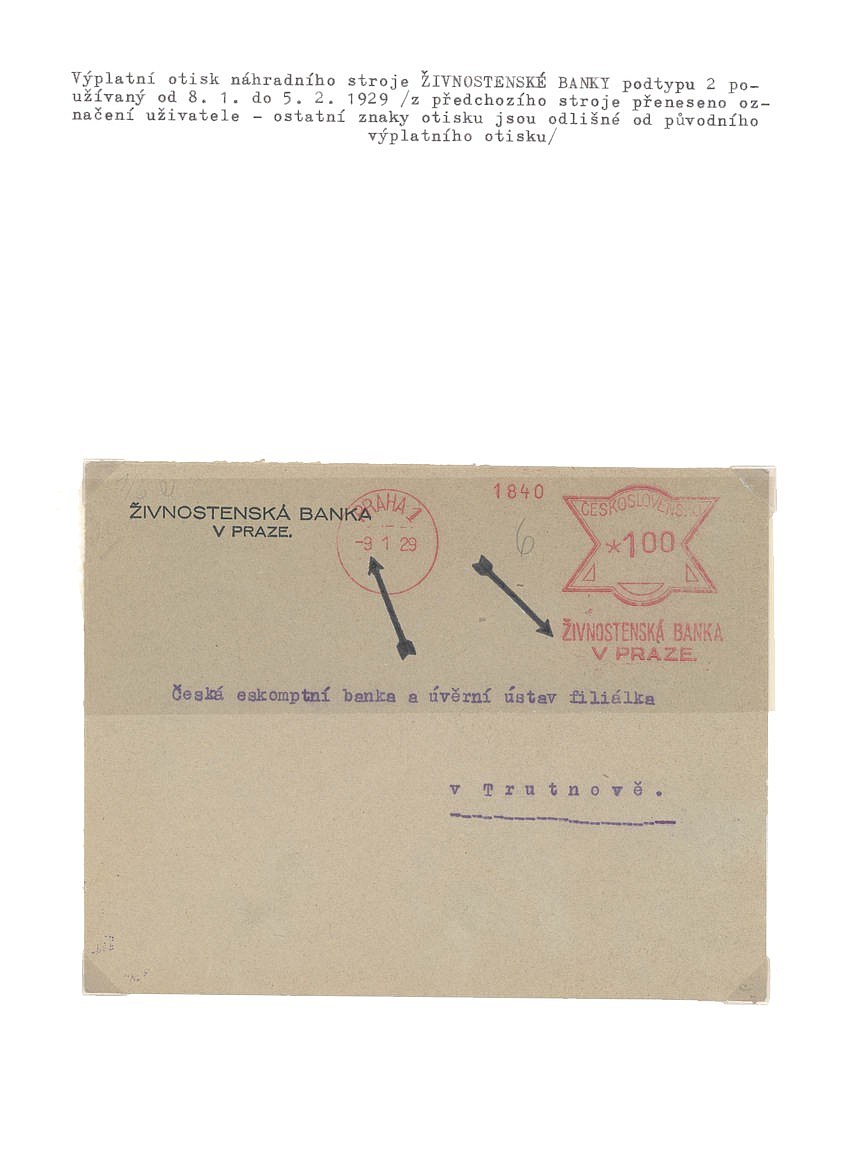 Výplatní otisk náhradního stroje ŽIVNOSTENSKÉ BANKY podtypu 2 po-
užívaný od 8. 1. do 5. 2. 1929 /z předchozího stroje přeneseno oz-
načení uživatele - ostatní znaky otisku jsou odlišné od původního
výplatního otisku/
ŽIVNOSTENSKÁ BANKA
V PRAZE.
PRAHA 1
-9 1 29
1840
6
ČESKOSLOVENSKO
*100
ŽIVNOSTENSKÁ BANKA
V PRAZE.
Česká eskomptní banka a úvěrní ústav filiálka
v Trutnově.